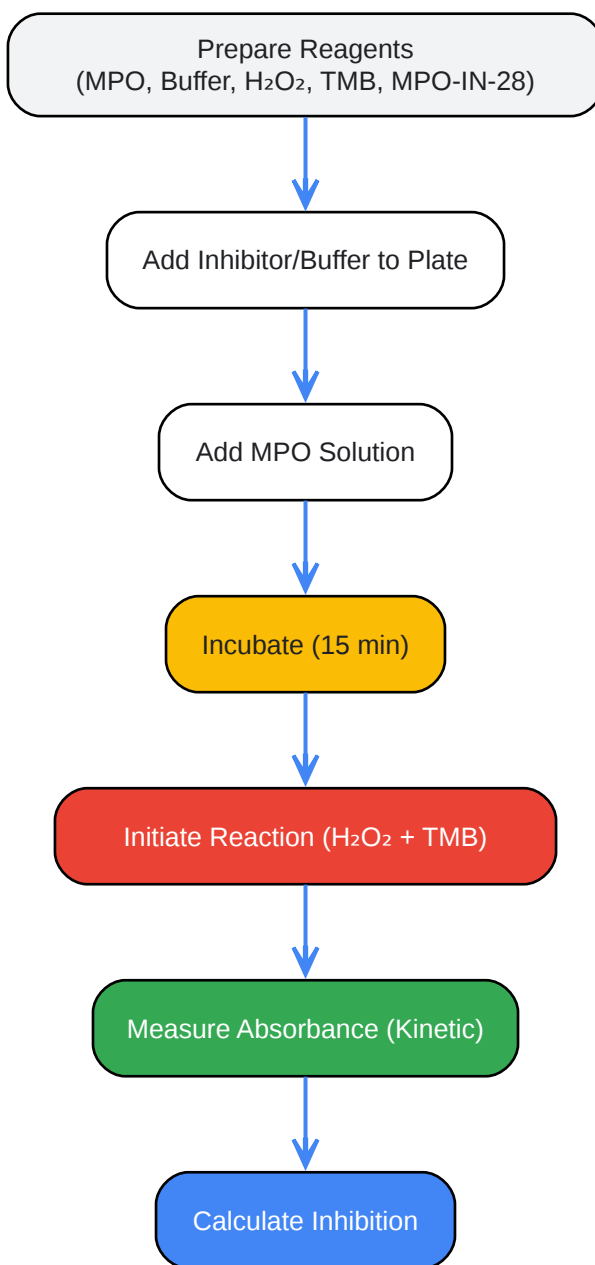 Prepare Reagents
(MPO, Buffer, H₂O₂, TMB, MPO-IN-28)
Add Inhibitor/Buffer to Plate
Add MPO Solution
Incubate (15 min)
Initiate Reaction (H₂O₂ + TMB)
Measure Absorbance (Kinetic)
Calculate Inhibition